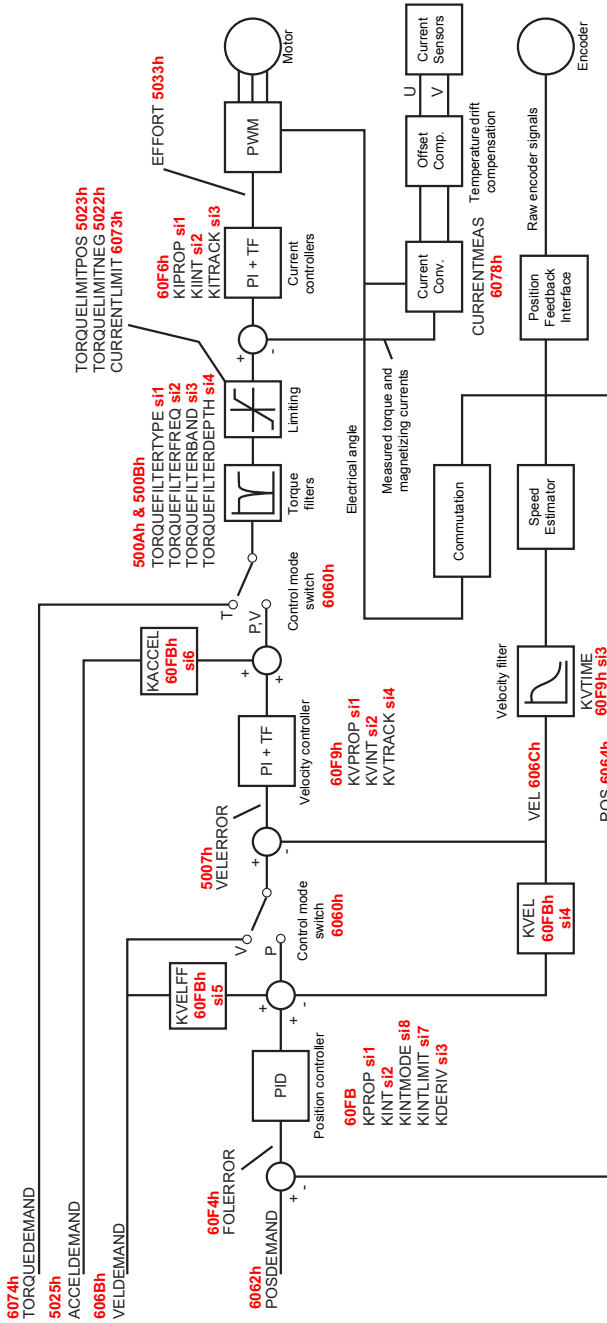 6074h
TORQUEDEMAND
5025h
ACCELDEMAND
606Bh
VELDEMAND
6062h
POSDEMAND
60F4h
FOLERROR
+
-
PID
Position controller
60FB
KPROP si1
KINT si2
KINTMODE si8
KINTLIMIT si7
KDERIV si3
KVELFF
60FBh
si5
+
+
-
V
P
Control mode
switch
6060h
5007h
VELERROR
+
-
PI + TF
Velocity controller
60F9h
KVPROP si1
KVINT si2
KVTRACK si4
KACCEL
60FBh
si6
+
+
T
P,V
Control mode
switch
6060h
500Ah & 500Bh
TORQUEFILTERTYPE si1
TORQUEFILTERFREQ si2
TORQUEFILTERBAND si3
TORQUEFILTERDEPTH si4
Torque
filters
Limiting
TORQUELIMITPOS 5023h
TORQUELIMITNEG 5022h
CURRENTLIMIT 6073h
+
-
60F6h
KIPROP si1
KIINT si2
KITRACK si3
PI + TF
Current
controllers
EFFORT 5033h
PWM
Motor
Electrical angle
Measured torque and
magnetizing currents
Current
Conv.
CURRENTMEAS
6078h
Offset
Comp.
Temperature drift
compensation
U
V
Current
Sensors
KVEL
60FBh
si4
VEL 606Ch
Velocity filter
KVTIME
60F9h si3
Speed
Estimator
Commutation
Position
Feedback
Interface
Raw encoder signals
Encoder
POS 6064h